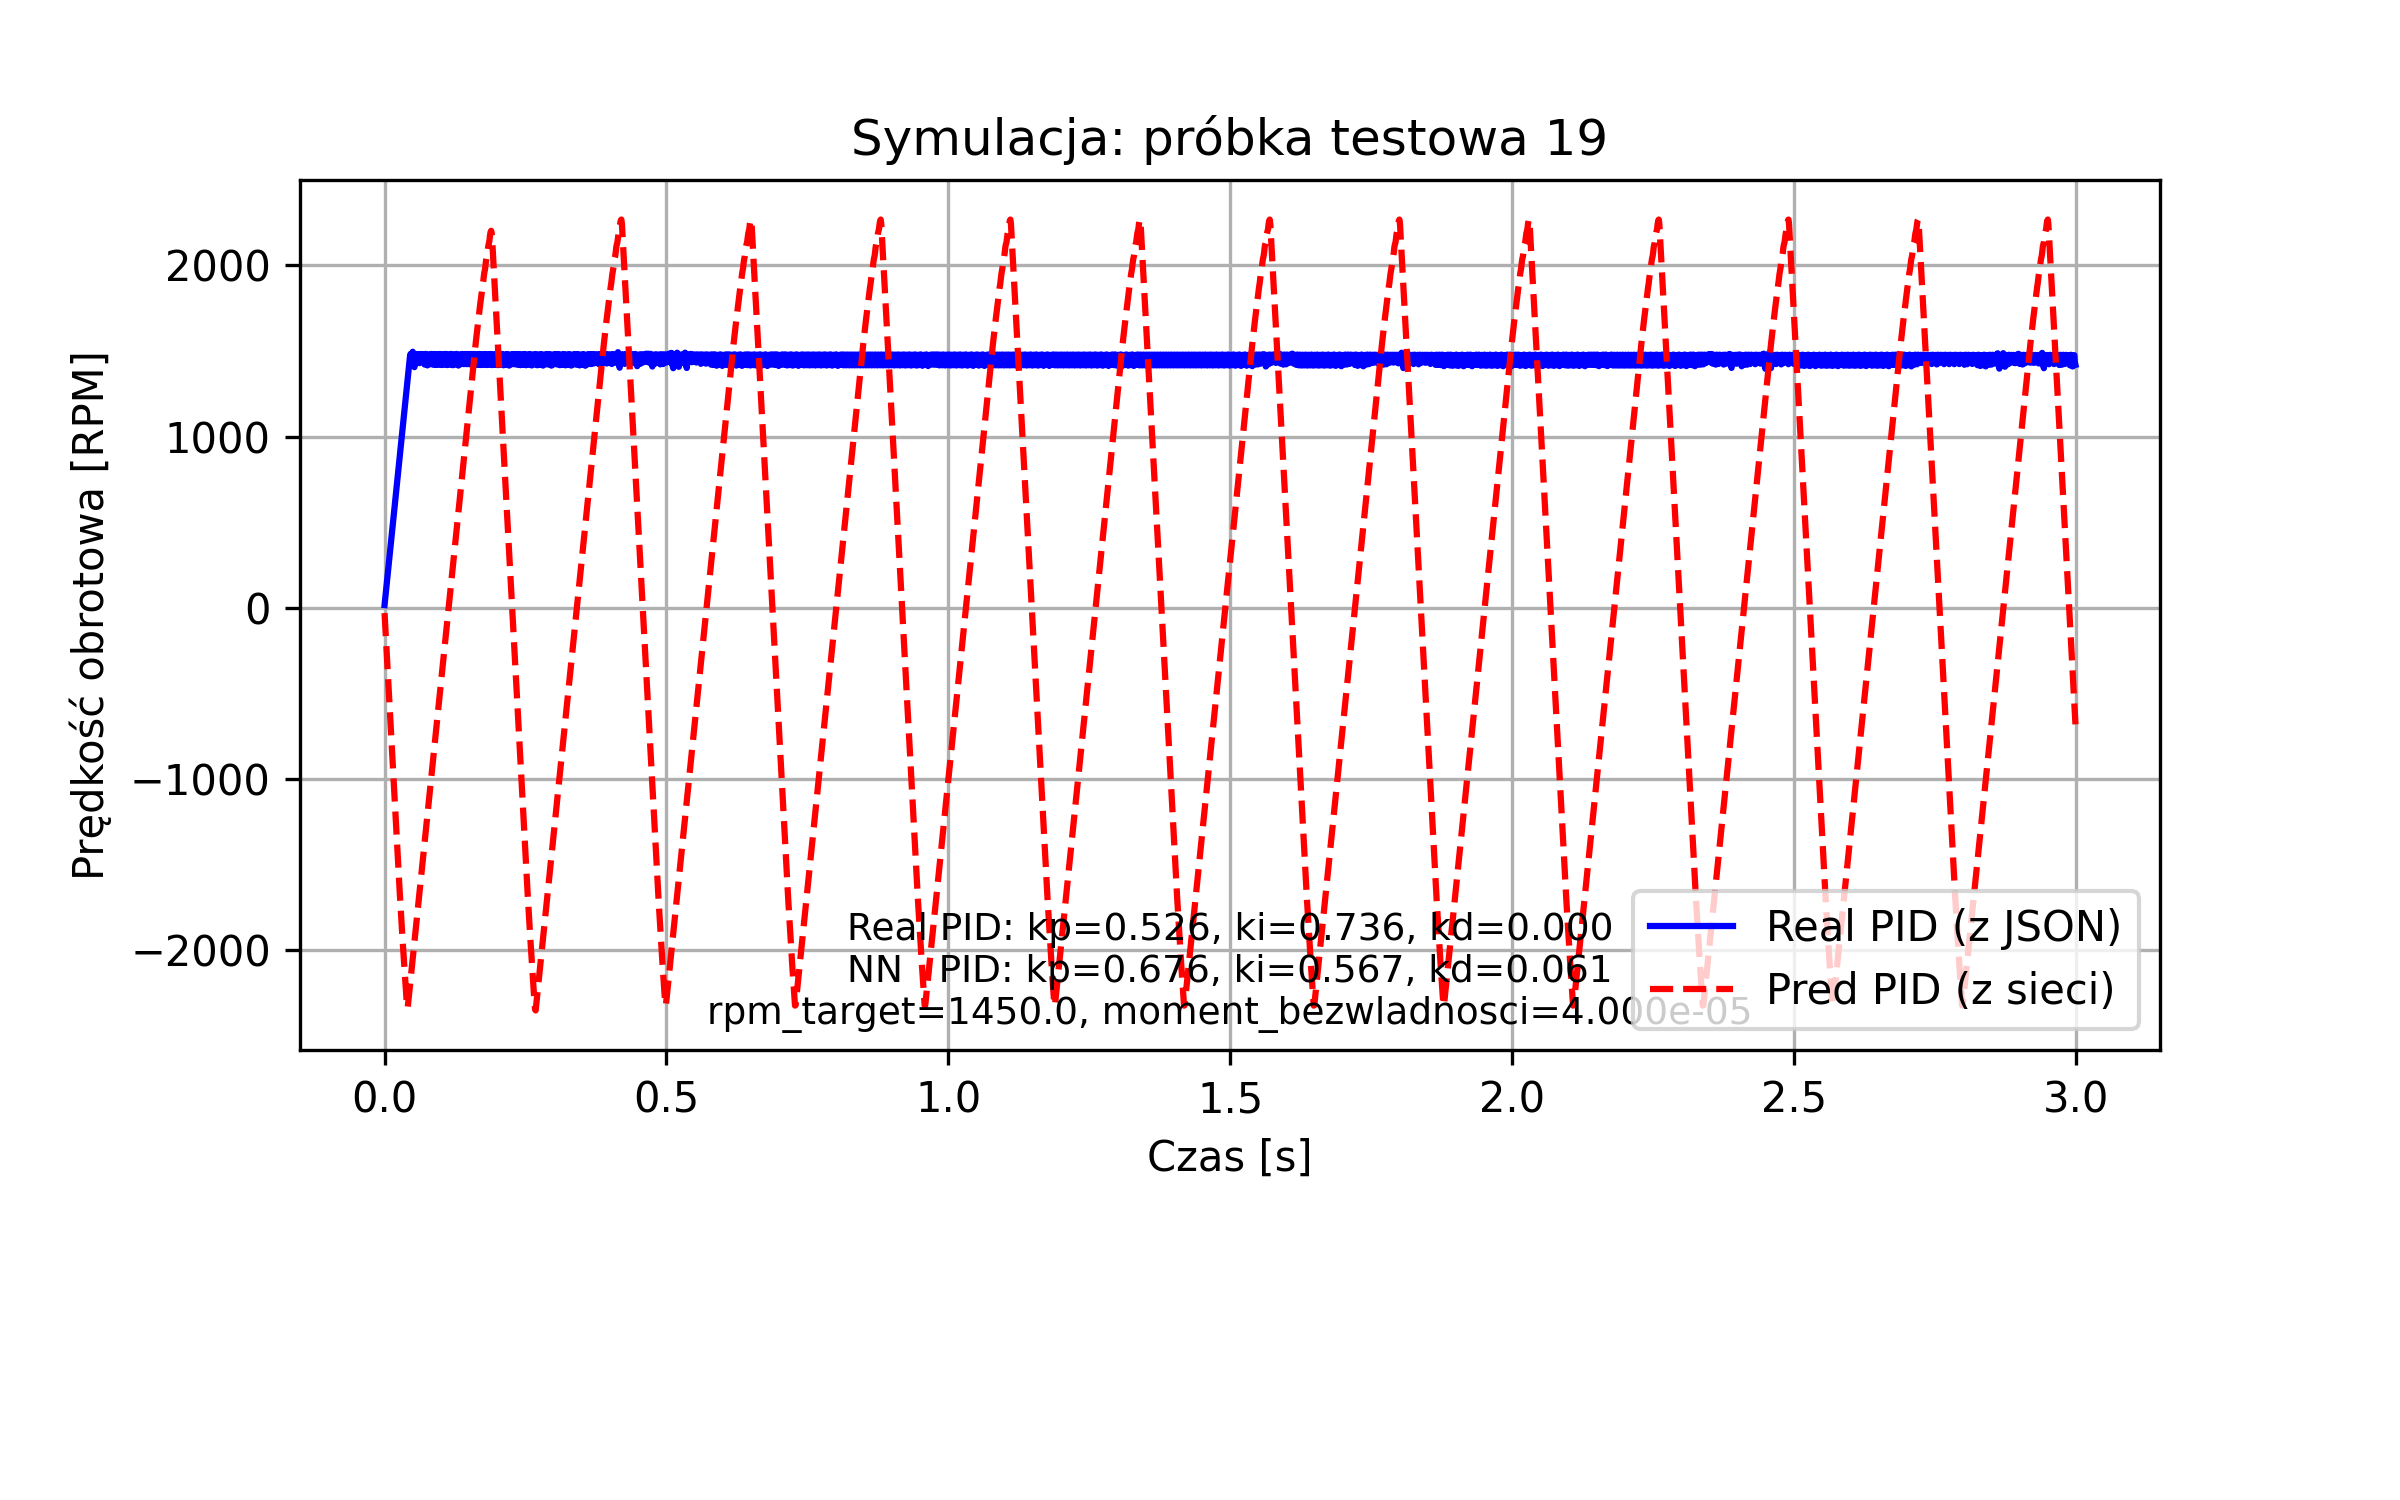 Symulacja: próbka testowa 19
Prędkość obrotowa [RPM]
2000
1000
0
−1000
−2000
Real PID: kp=0.526, ki=0.736, kd=0.000
NN PID: kp=0.676, ki=0.567, kd=0.061
rpm_target=1450.0, moment_bezwladnosci=4.000e-05
Real PID (z JSON)
Pred PID (z sieci)
0.0 0.5 1.0 1.5 2.0 2.5 3.0
Czas [s]